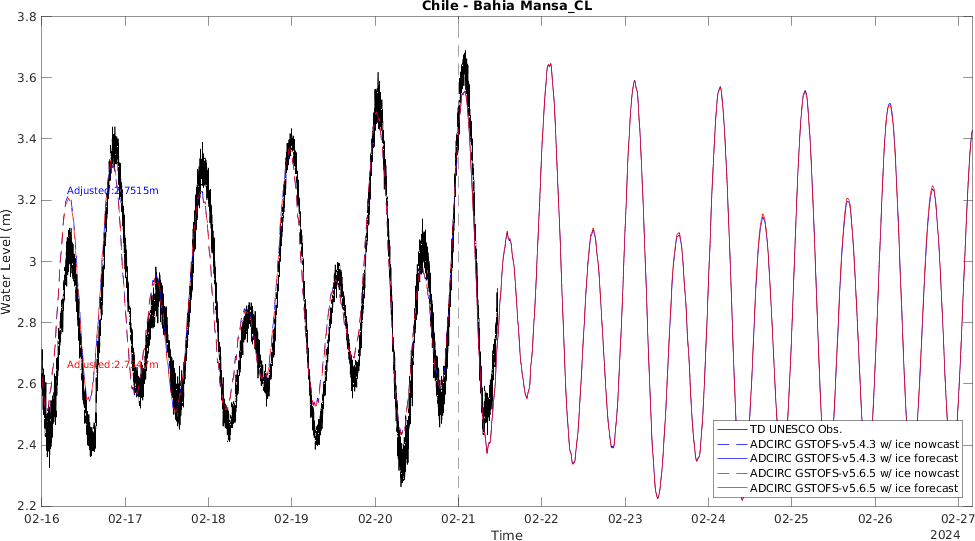 Chile - Bahia Mansa_CL
Water Level (m)
3.8
3.6
3.4
3.2
3
2.8
2.6
2.4
2.2
Adjusted:2.7515m
TD UNESCO Obs.
ADCIRC GSTOFS-v5.4.3 w/ ice nowcast
ADCIRC GSTOFS-v5.4.3 w/ ice forecast
ADCIRC GSTOFS-v5.6.5 w/ ice nowcast
ADCIRC GSTOFS-v5.6.5 w/ ice forecast
02-16
02-17
02-18
02-19
02-20
02-21
02-22
02-23
02-24
02-25
02-26
02-27
Time
2024